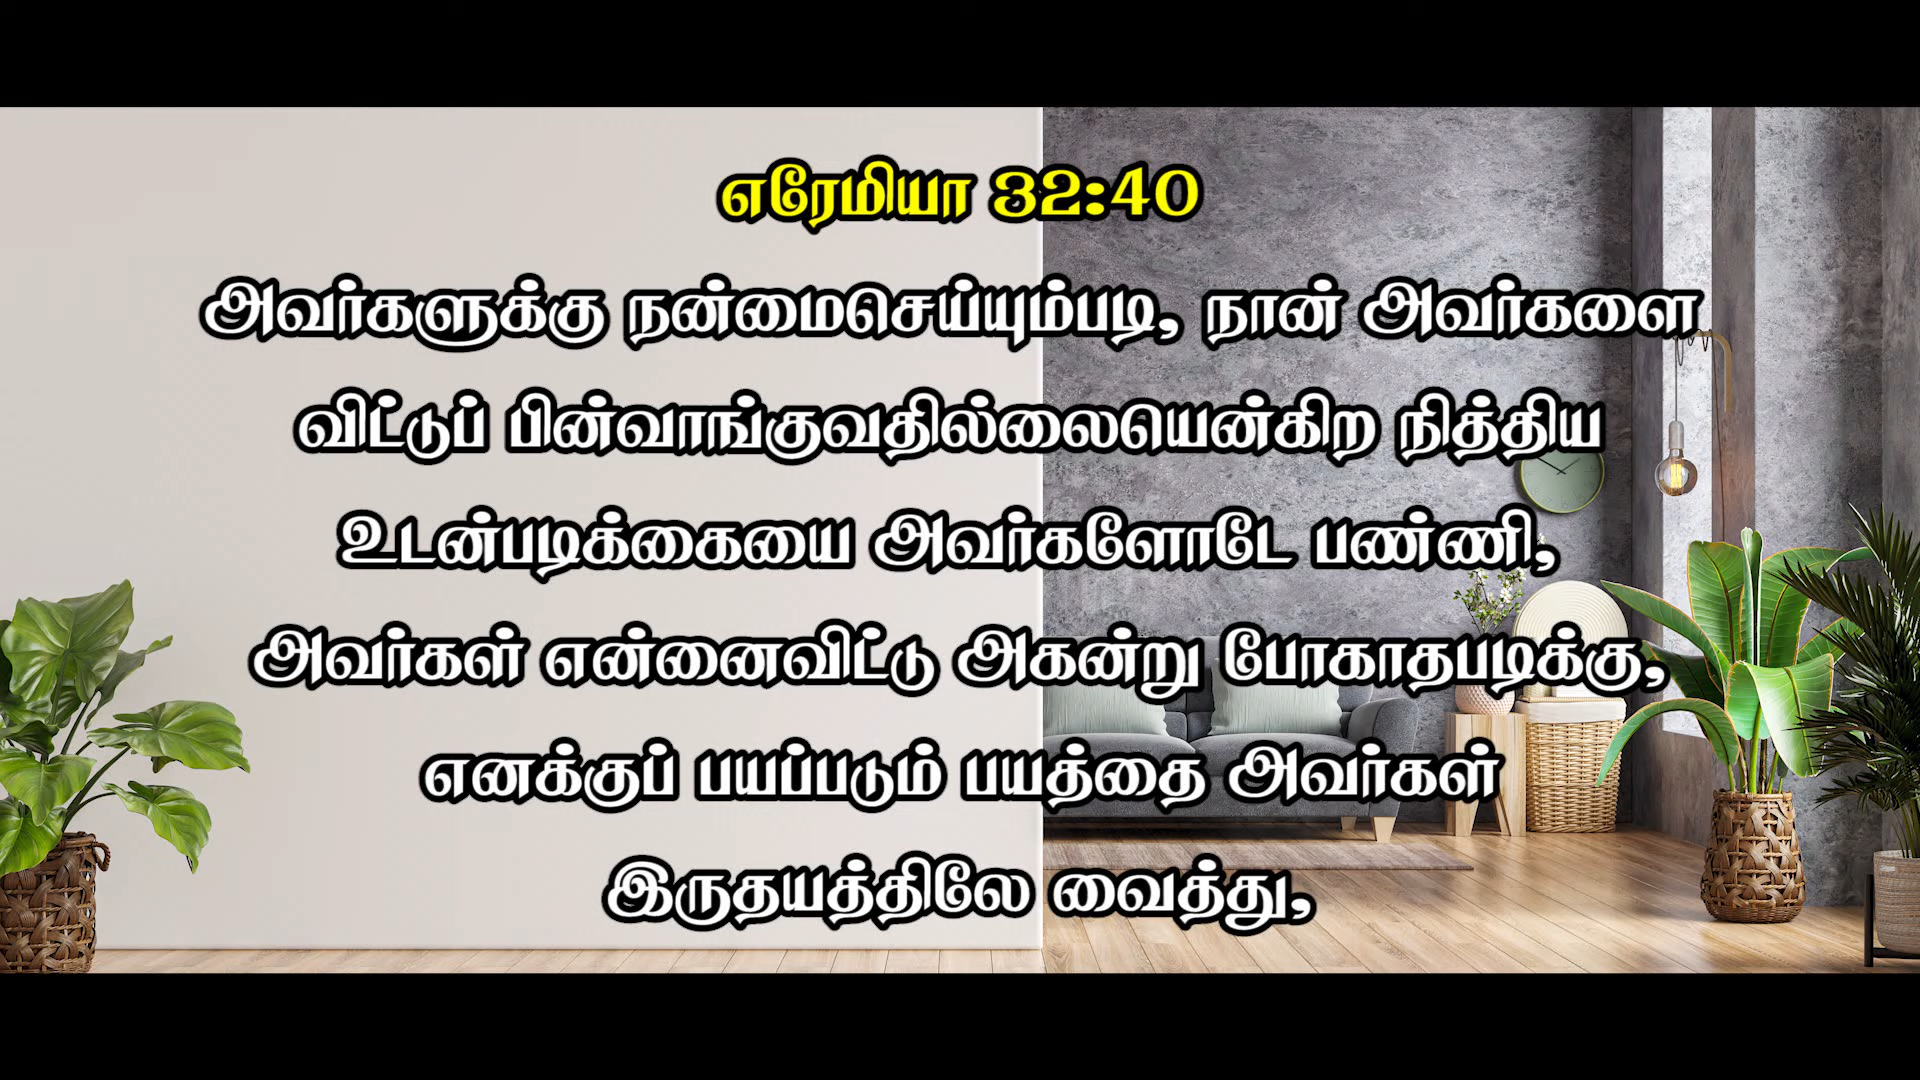 எரேமியா 32:40
அவர்களுக்கு நன்மைசெய்யும்படி, நான் அவர்களை
விட்டுப் பின்வாங்குவதில்லையென்கிற நித்திய
உடன்படிக்கையை அவர்களோடே பண்ணி,
அவர்கள் என்னைவிட்டு அகன்று போகாதபடிக்கு,
எனக்குப் பயப்படும் பயத்தை அவர்கள்
இருதயத்திலே வைத்து,